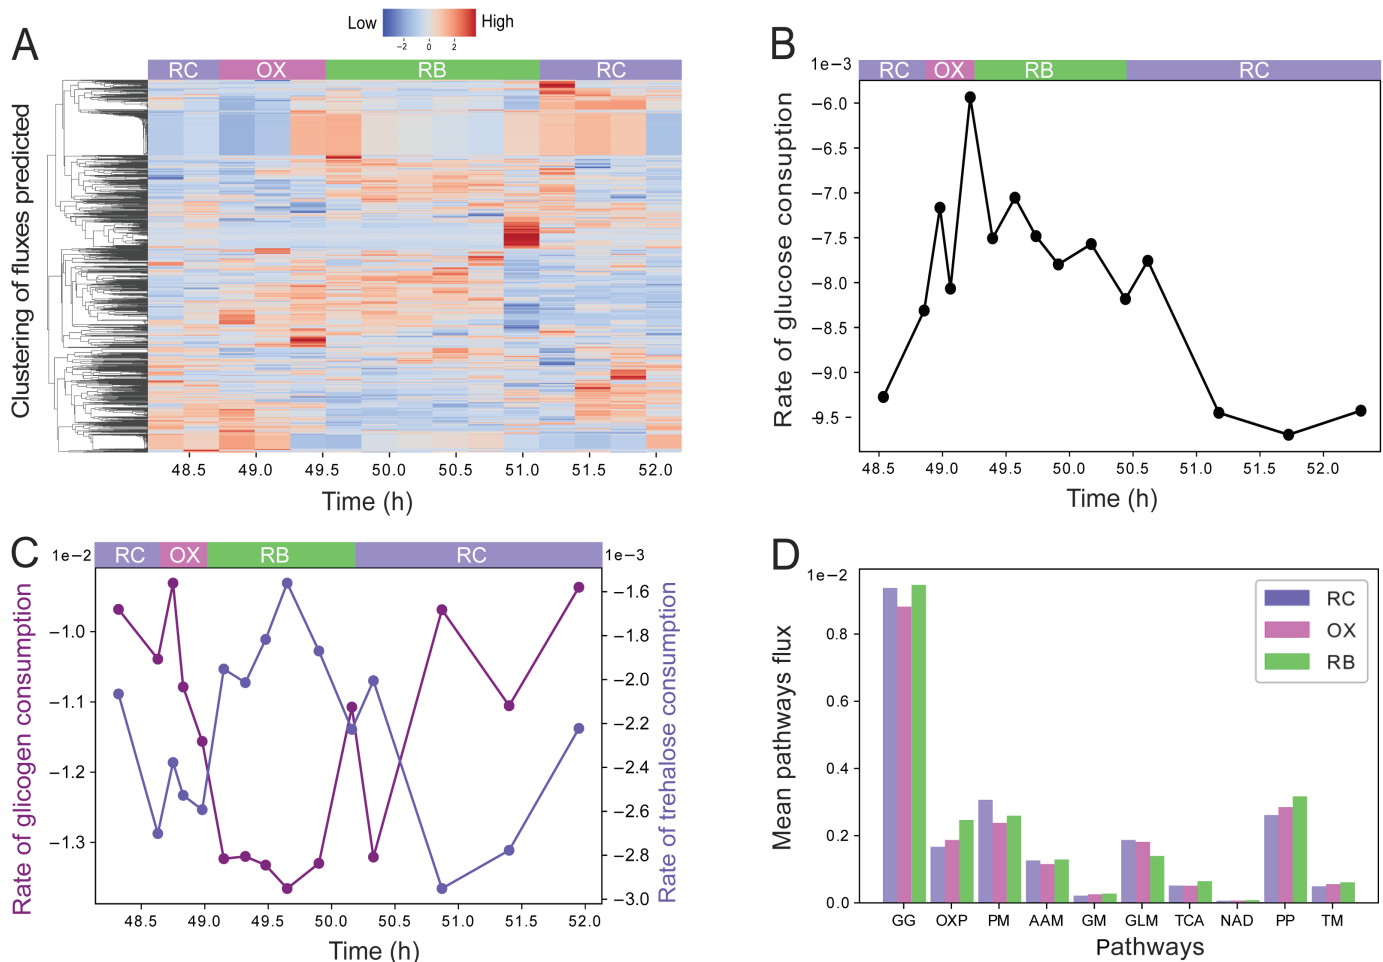 A
Low
High
−2 0 2
RC OX RB RC
Clustering of fluxes predicted
48.5 49.0 49.5 50.0 50.5 51.0 51.5 52.0
Time (h)
B
1e−3
RC OX RB RC
Rate of glucose consuption
−6.0
−6.5
−7.0
−7.5
−8.0
−8.5
−9.0
−9.5
48.5 49.0 49.5 50.0 50.5 51.0 51.5 52.0
Time (h)
C
1e−2
RC OX RB RC
1e−3
Rate of glicogen consumption
−1.0
−1.1
−1.2
−1.3
−1.6
−1.8
−2.0
−2.2
−2.4
−2.6
−2.8
−3.0
Rate of trehalose consumption
48.5 49.0 49.5 50.0 50.5 51.0 51.5 52.0
Time (h)
D
1e−2
Mean pathways flux
0.8
0.6
0.4
0.2
0.0
RC
OX
RB
GG OXP PM AAM GM GLM TCA NAD PP TM
Pathways